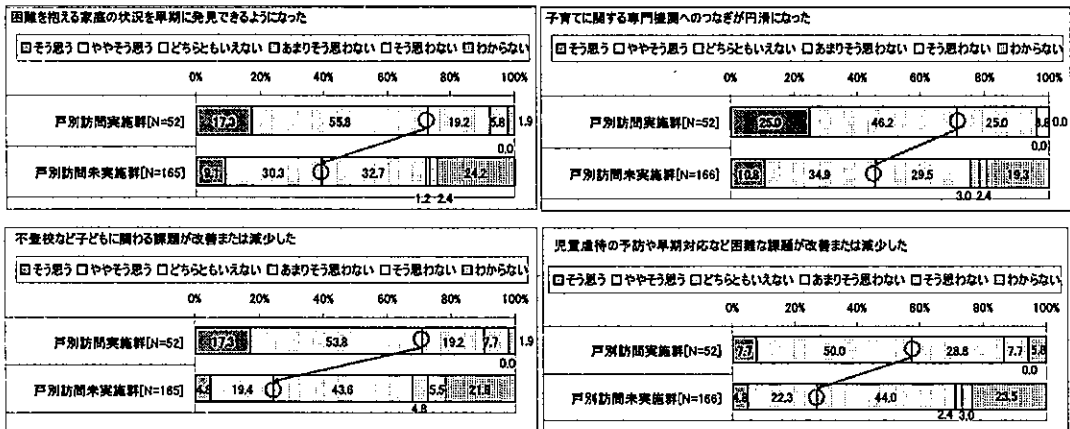 困難を抱える家庭の状況を早期に発見できるようになった
そう思う やややそう思う どちらともいえない あまりそう思わない そう思わない わからない
0% 20% 40% 60% 80% 100%
戸別訪問実施群[N=52] 17.3 55.8 19.2 5.8 1.9
0.0
戸別訪問未実施群[N=165] 9.1 30.3 32.7 24.2
1.2 2.4
子育てに関する専門機関へのつなぎが円滑になった
そう思う ややそう思う どちらともいえない あまりそう思わない そう思わない わからない
0% 20% 40% 60% 80% 100%
戸別訪問実施群[N=52] 25.0 46.2 25.0 3.8 0.0
0.0
戸別訪問未実施群[N=166] 10.8 34.9 29.5 19.3
3.0 2.4
不登校など子どもに関わる課題が改善または減少した
そう思う ややそう思う どちらともいえない あまりそう思わない そう思わない わからない
0% 20% 40% 60% 80% 100%
戸別訪問実施群[N=52] 17.3 53.8 19.2 7.7 1.9
0.0
戸別訪問未実施群[N=165] 4.8 19.4 43.6 5.5 21.8
4.8
児童虐待の予防や早期対応など困難な課題が改善または減少した
そう思う ややそう思う どちらともいえない あまりそう思わない そう思わない わからない
0% 20% 40% 60% 80% 100%
戸別訪問実施群[N=52] 7.7 50.0 28.8 7.7 5.8
0.0
戸別訪問未実施群[N=166] 4.8 22.3 44.0 23.5
2.4 3.0